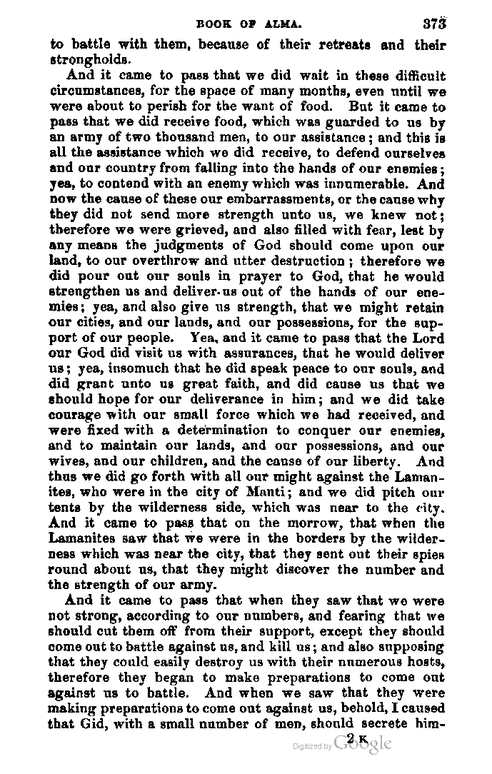 BOOK OF ALMA. 373
to battle with them, because of their retreats and their
strongholds.
And it came to pass that we did wait in these difficult
circumstances, for the space of many months, even until we
were about to perish for the want of food. But it came to
pass that we did receive food, which was guarded to us by
an army of two thousand men, to our assistance; and this is
all the assistance which we did receive, to defend ourselves
and our country from falling into the hands of our enemies;
yea, to contend with an enemy which was innumerable. And
now the cause of these our embarrassments, or the cause why
they did not send more strength unto us, we knew not;
therefore we were grieved, and also filled with fear, lest by
any means the judgments of God should come upon our
land, to our overthrow and utter destruction; therefore we
did pour out our souls in prayer to God, that he would
strengthen us and deliver us out of the hands of our ene-
mies; yea, and also give us strength, that we might retain
our cities, and our lands, and our possessions, for the sup-
port of our people. Yea, and it came to pass that the Lord
our God did visit us with assurances, that he would deliver
us; yea, insomuch that he did speak peace to our souls, and
did grant unto us great faith, and did cause us that we
should hope for our deliverance in him; and we did take
courage with our small force which we had received, and
were fixed with a determination to conquer our enemies,
and to maintain our lands, and our possessions, and our
wives, and our children, and the cause of our liberty. And
thus we did go forth with all our might against the Laman-
ites, who were in the city of Manti; and we did pitch our
tents by the wilderness side, which was near to the city.
And it came to pass that on the morrow, that when the
Lamanites saw that we were in the borders by the wilder-
ness which was near the city, that they sent out their spies
round about us, that they might discover the number and
the strength of our army.
And it came to pass that when they saw that we were
not strong, according to our numbers, and fearing that we
should cut them off from their support, except they should
come out to battle against us, and kill us; and also supposing
that they could easily destroy us with their numerous hosts,
therefore they began to make preparations to come out
against us to battle. And when we saw that they were
making preparations to come out against us, behold, I caused
that Gid, with a small number of men, should secrete him-
2 K
Digitized by Google